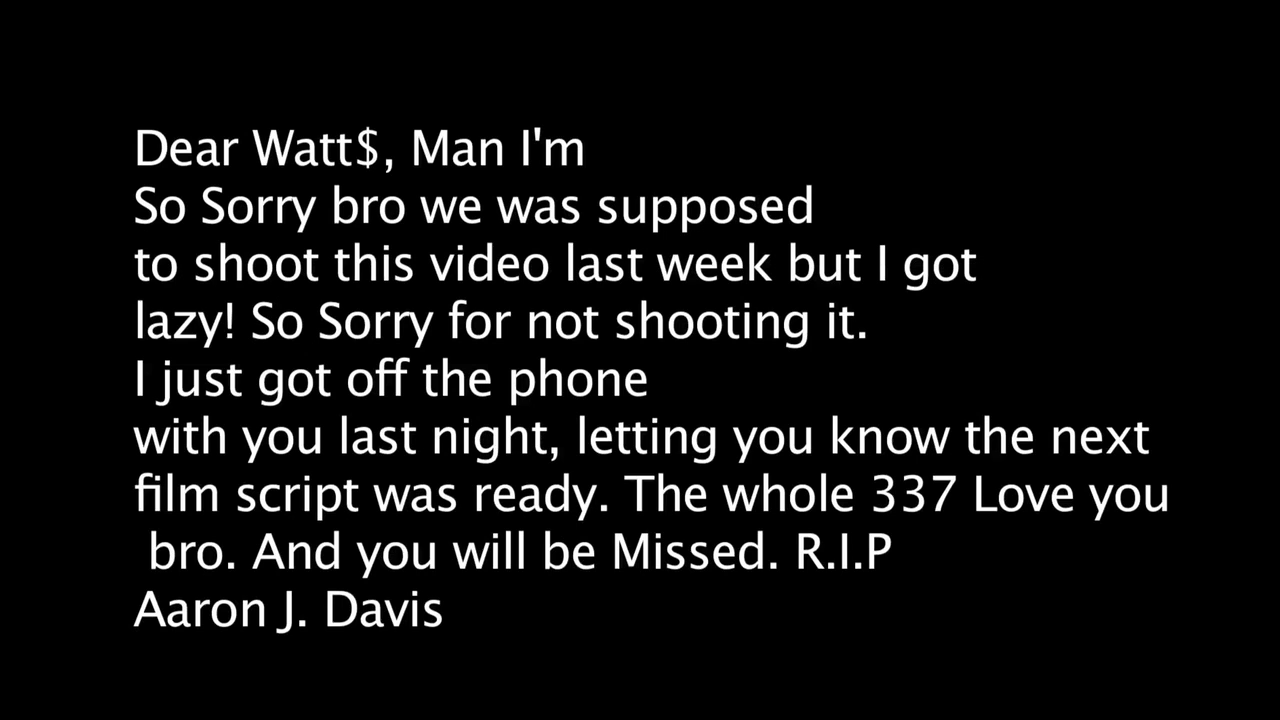 Dear Watt$, Man I'm
So Sorry bro we was supposed
to shoot this video last week but I got
lazy! So Sorry for not shooting it.
I just got off the phone
with you last night, letting you know the next
film script was ready. The whole 337 Love you
bro. And you will be Missed. R.I.P
Aaron J. Davis